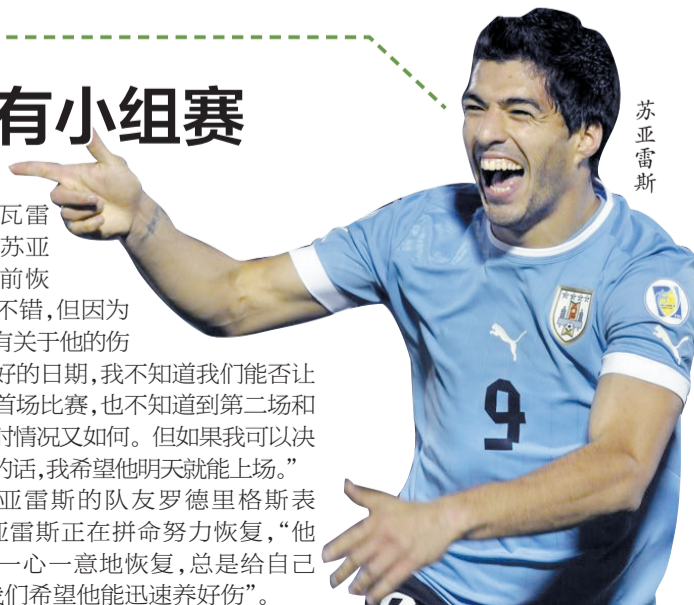 有小组赛
苏亚雷斯
瓦雷
苏亚
前恢
不错,但因为
有关于他的伤
好的日期,我不知道我们能否让
首场比赛,也不知道到第二场和
时情况又如何。但如果我可以决
的话,我希望他明天就能上场。”
亚雷斯的队友罗德里格斯表
亚雷斯正在拼命努力恢复,“他
一心一意地恢复,总是给自己
我们希望他能迅速养好伤”。
9